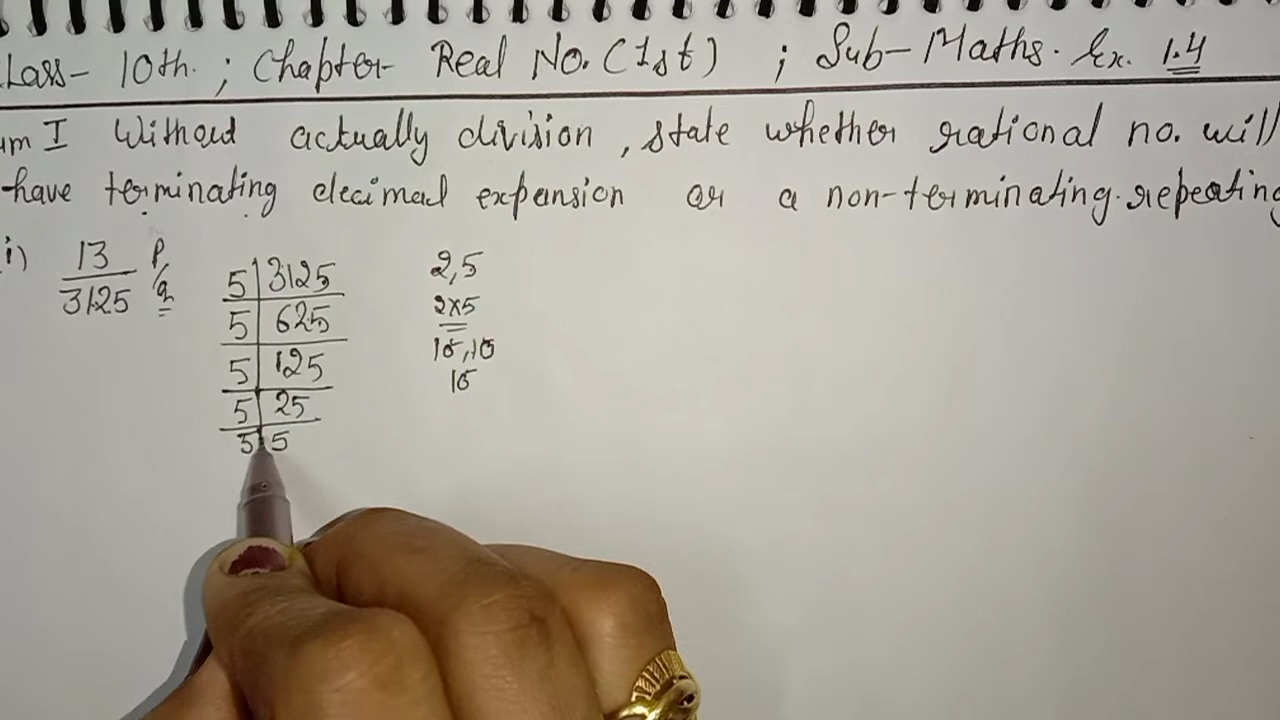 Lass- 10th. ; Chapter- Real No. (1st) ; Sub- Maths. Ex. 1.4
um I Without actually division, state whether rational no. will
have terminating decimal expansion or a non-terminating repeating
i) 13/3125 p/q
5 | 3125
5 | 625
5 | 125
5 | 25
5 | 5
2,5
2x5
10,10
10